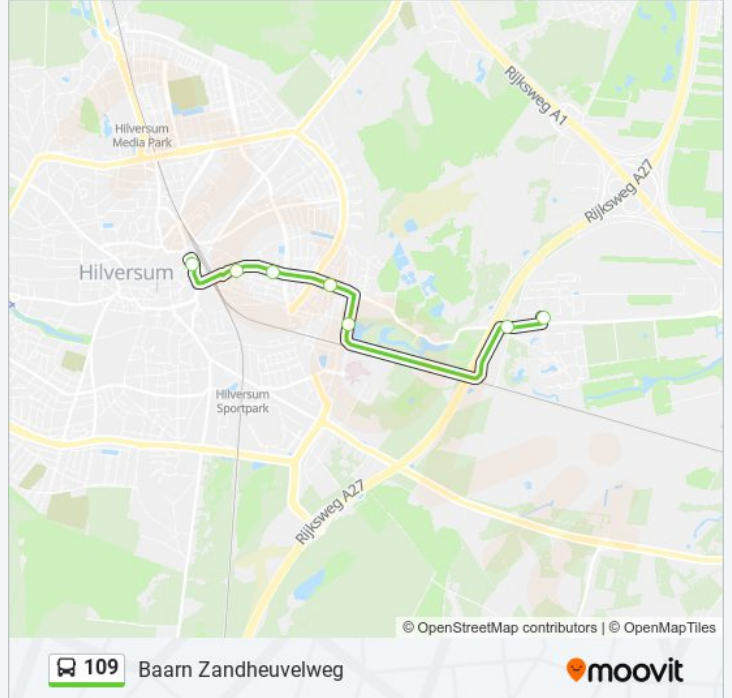 Rijksweg A1
Hilversum
Media Park
Rijksweg A27
Hilversum
Hilversum
Sportpark
Rijksweg A27
© OpenStreetMap contributors | © OpenMapTiles
109 Baarn Zandheuvelweg
moovit